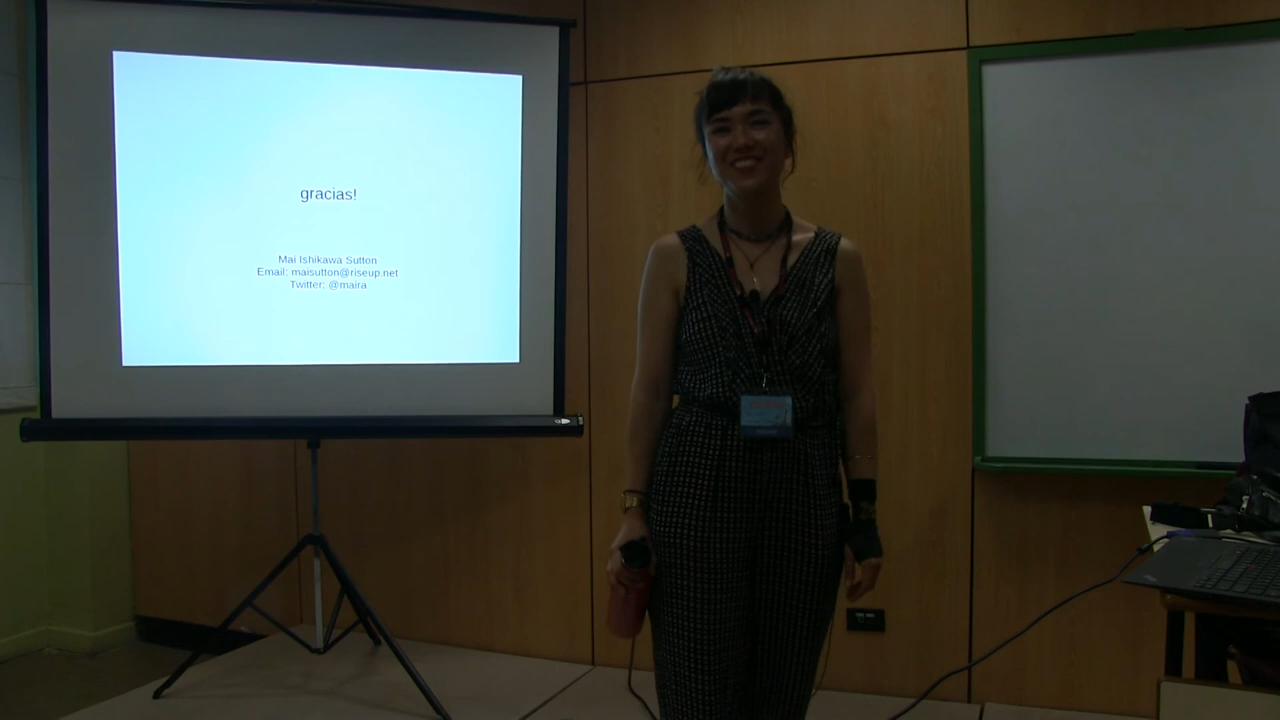 gracias!
Mai Ishikawa Sutton
Email: maisutton@riseup.net
Twitter: @maira